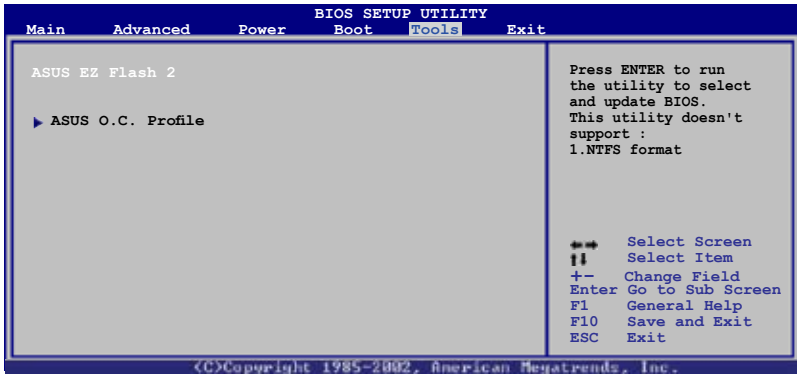 BIOS SETUP UTILITY
Main Advanced Power Boot Tools Exit
ASUS EZ Flash 2
ASUS O.C. Profile
Press ENTER to run
the utility to select
and update BIOS.
This utility doesn't
support :
1.NTFS format
Select Screen
Select Item
+- Change Field
Enter Go to Sub Screen
F1 General Help
F10 Save and Exit
ESC Exit
(C)Copyright 1985-2002, American Megatrends, Inc.